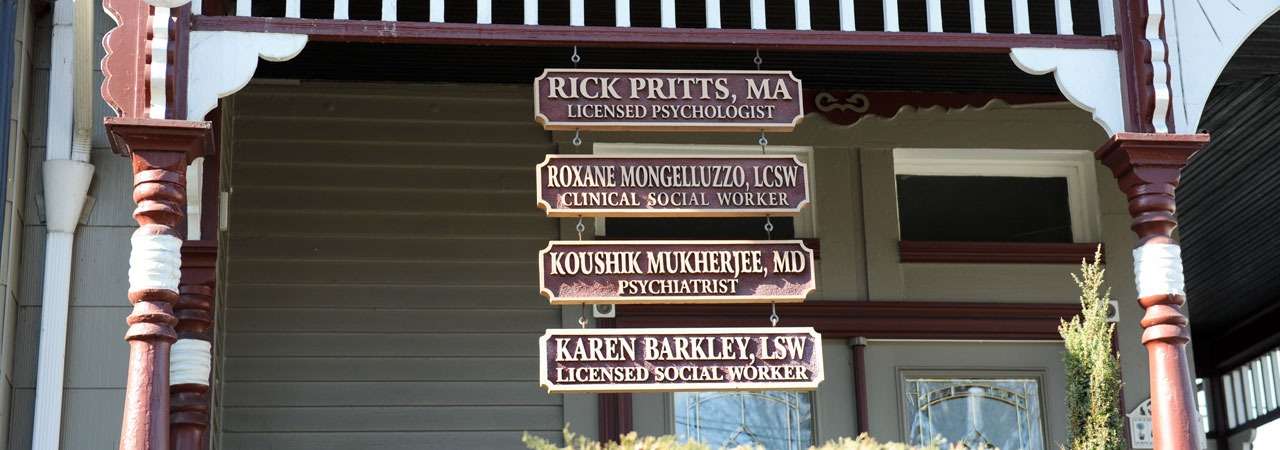 RICK PRITTS, MA
LICENSED PSYCHOLOGIST
ROXANE MONGELLUZZO, LCSW
CLINICAL SOCIAL WORKER
KOUSHIK MUKHERJEE, MD
PSYCHIATRIST
KAREN BARKLEY, LSW
LICENSED SOCIAL WORKER